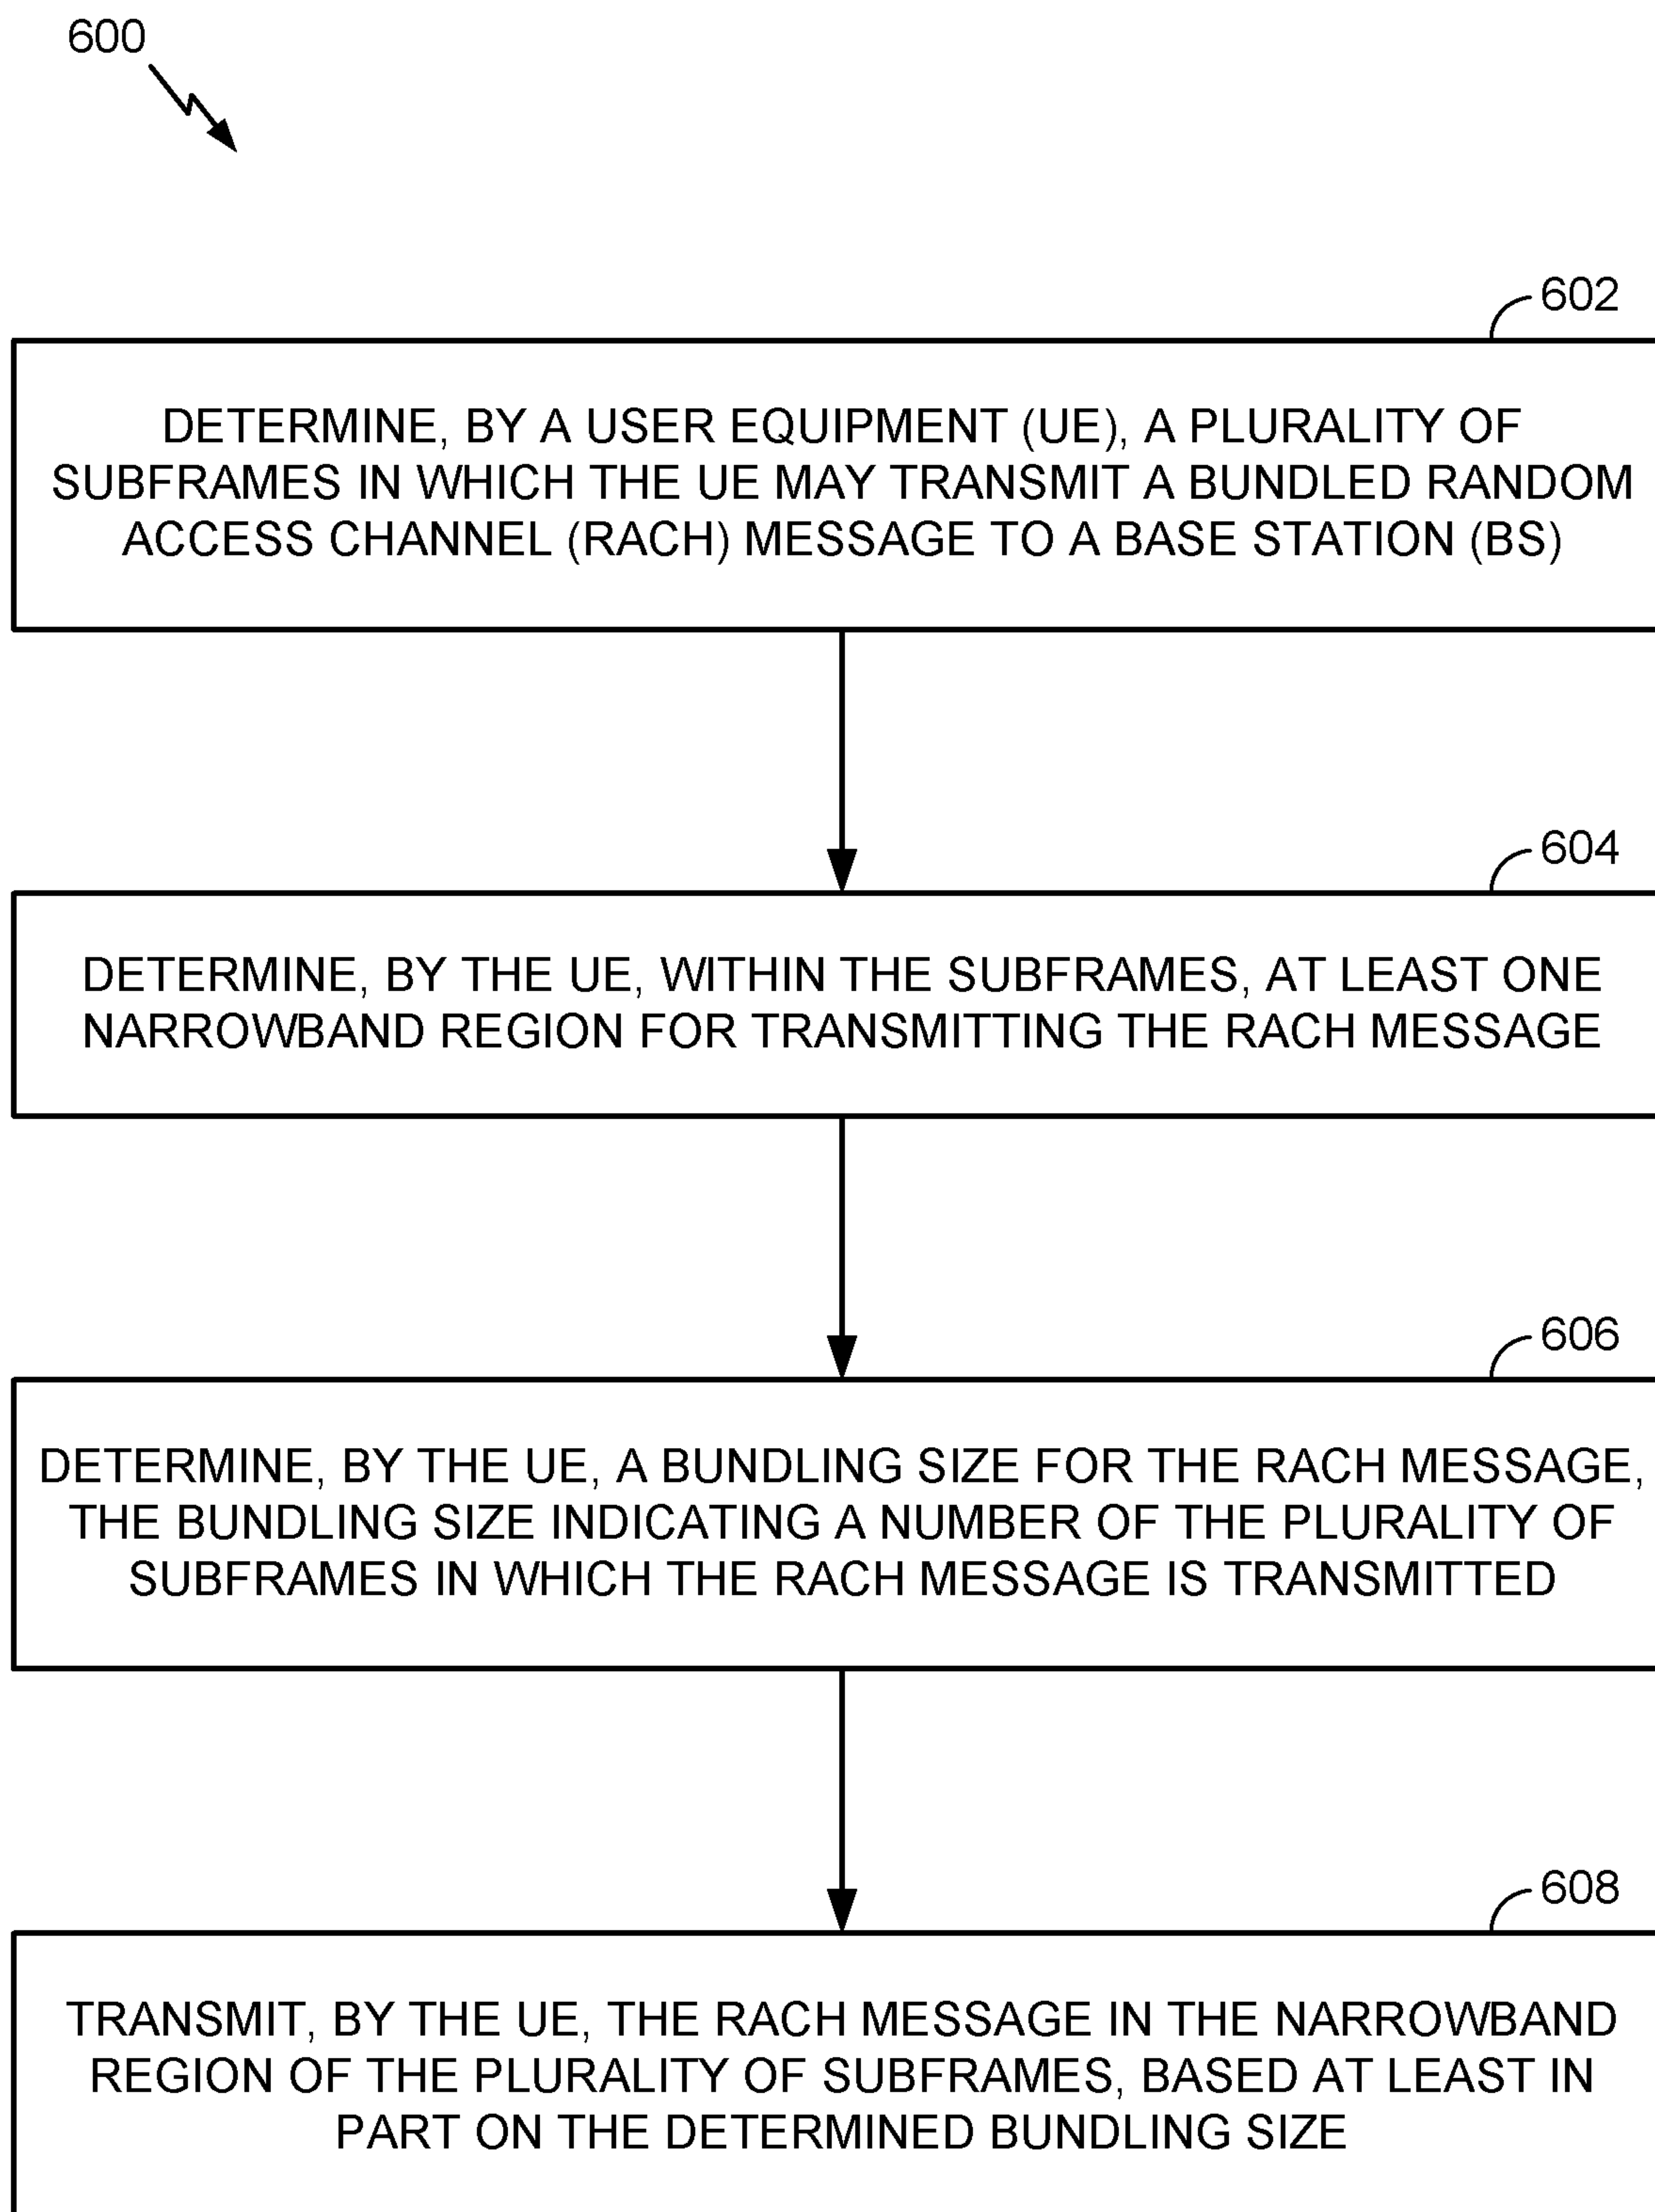 600
602
DETERMINE, BY A USER EQUIPMENT (UE), A PLURALITY OF
SUBFRAMES IN WHICH THE UE MAY TRANSMIT A BUNDLED RANDOM
ACCESS CHANNEL (RACH) MESSAGE TO A BASE STATION (BS)
604
DETERMINE, BY THE UE, WITHIN THE SUBFRAMES, AT LEAST ONE
NARROWBAND REGION FOR TRANSMITTING THE RACH MESSAGE
606
DETERMINE, BY THE UE, A BUNDLING SIZE FOR THE RACH MESSAGE,
THE BUNDLING SIZE INDICATING A NUMBER OF THE PLURALITY OF
SUBFRAMES IN WHICH THE RACH MESSAGE IS TRANSMITTED
608
TRANSMIT, BY THE UE, THE RACH MESSAGE IN THE NARROWBAND
REGION OF THE PLURALITY OF SUBFRAMES, BASED AT LEAST IN
PART ON THE DETERMINED BUNDLING SIZE